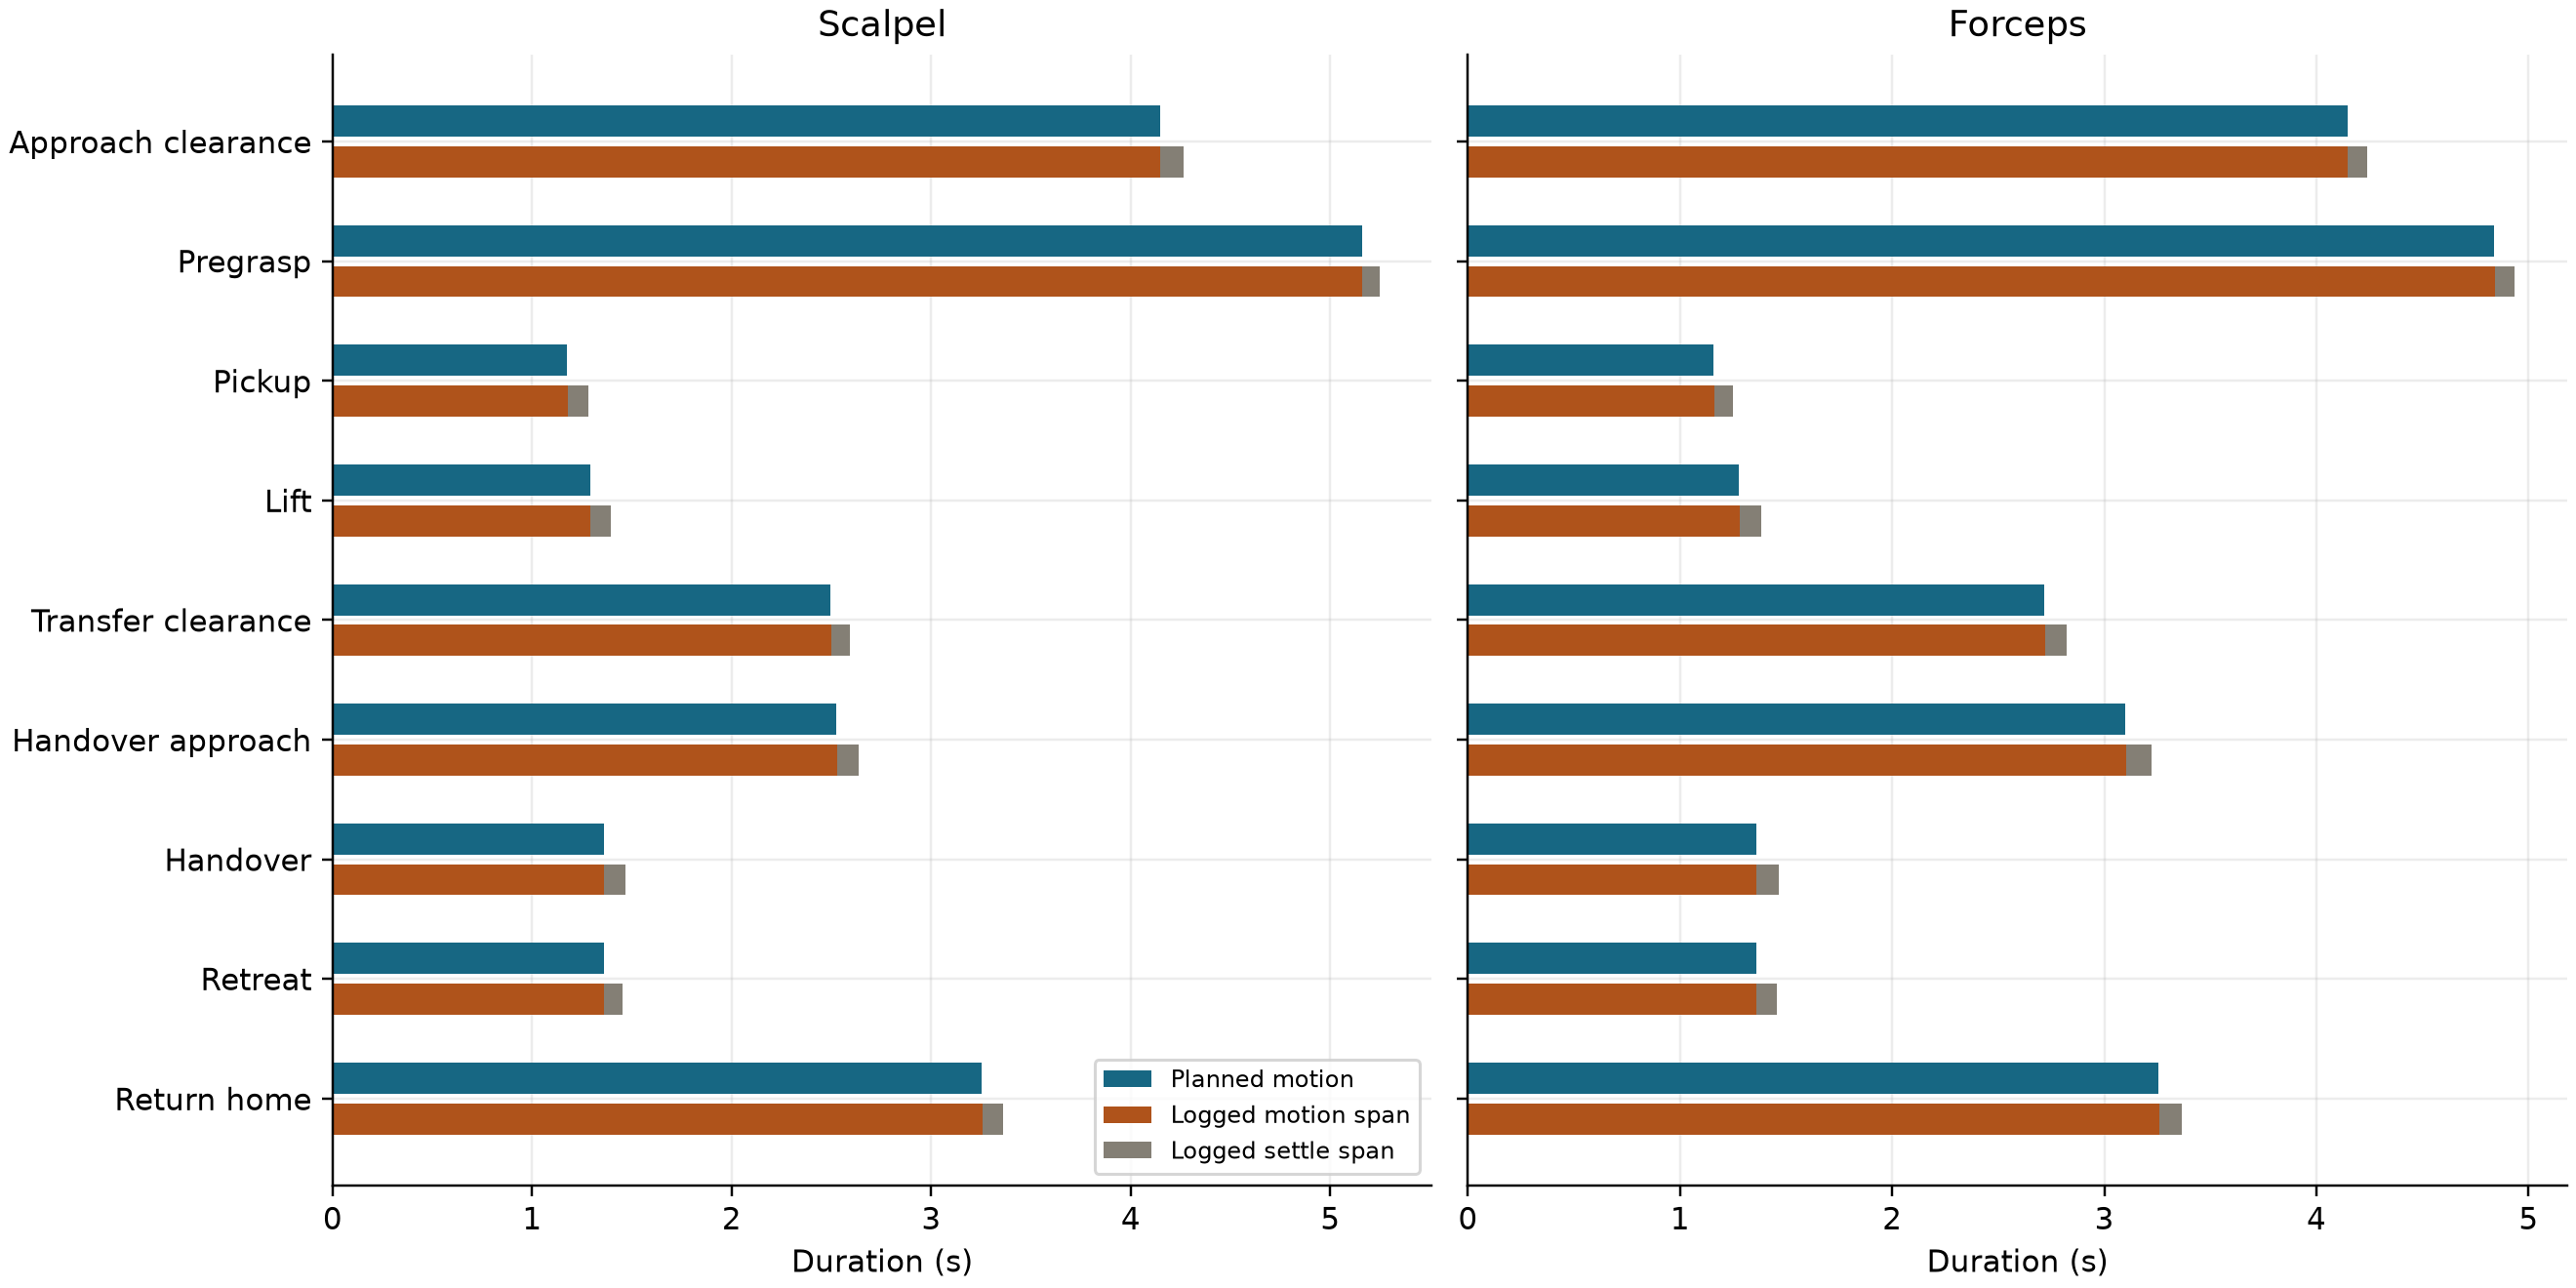 Scalpel
Forceps
Approach clearance
Pregrasp
Pickup
Lift
Transfer clearance
Handover approach
Handover
Retreat
Return home
Planned motion
Logged motion span
Logged settle span
0 1 2 3 4 5
0 1 2 3 4 5
Duration (s)
Duration (s)